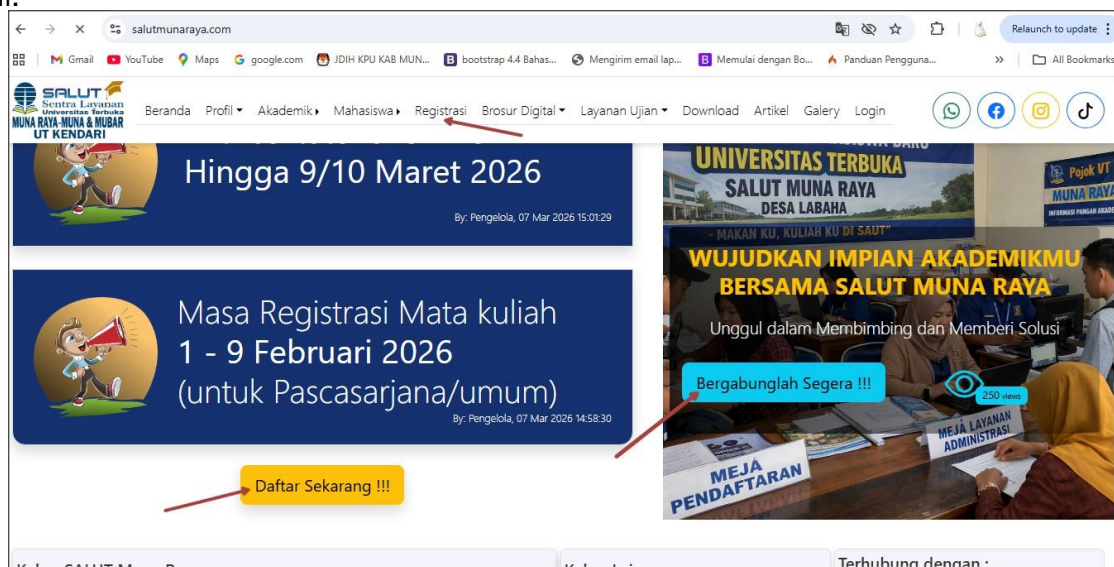 salutmunaraya.com
Relaunch to update
Gmail
YouTube
Maps
google.com
JDIH KPU KAB MUN...
bootstrap 4.4 Bahas...
Mengirim email lap...
Memulai dengan Bo...
Panduan Pengguna...
»
All Bookmarks
SALUT
Sentra Layanan
Universitas Terbuka
MUNA RAYA-MUNA & MUBAR
UT KENDARI
Beranda
Profil
Akademik
Mahasiswa
Registrasi
Brosur Digital
Layanan Ujian
Download
Artikel
Galery
Login
Hingga 9/10 Maret 2026
By: Pengelola, 07 Mar 2026 15:01:29
Masa Registrasi Mata kuliah
1 - 9 Februari 2026
(untuk Pascasarjana/umum)
By: Pengelola, 07 Mar 2026 14:58:30
Daftar Sekarang !!!
UNIVERSITAS TERBUKA
SALUT MUNA RAYA
DESA LABAHA
- MAKAN KU, KULIAH KU DI SAUT"
Pojok VT
MUNA RAYA
WUJUDKAN IMPIAN AKADEMIKMU
BERSAMA SALUT MUNA RAYA
Unggul dalam Membimbing dan Memberi Solusi
Bergabunglah Segera !!!
250 views
MEJA LAYANAN
ADMINISTRASI
MEJA
PENDAFTARAN
Terhubung dengan :